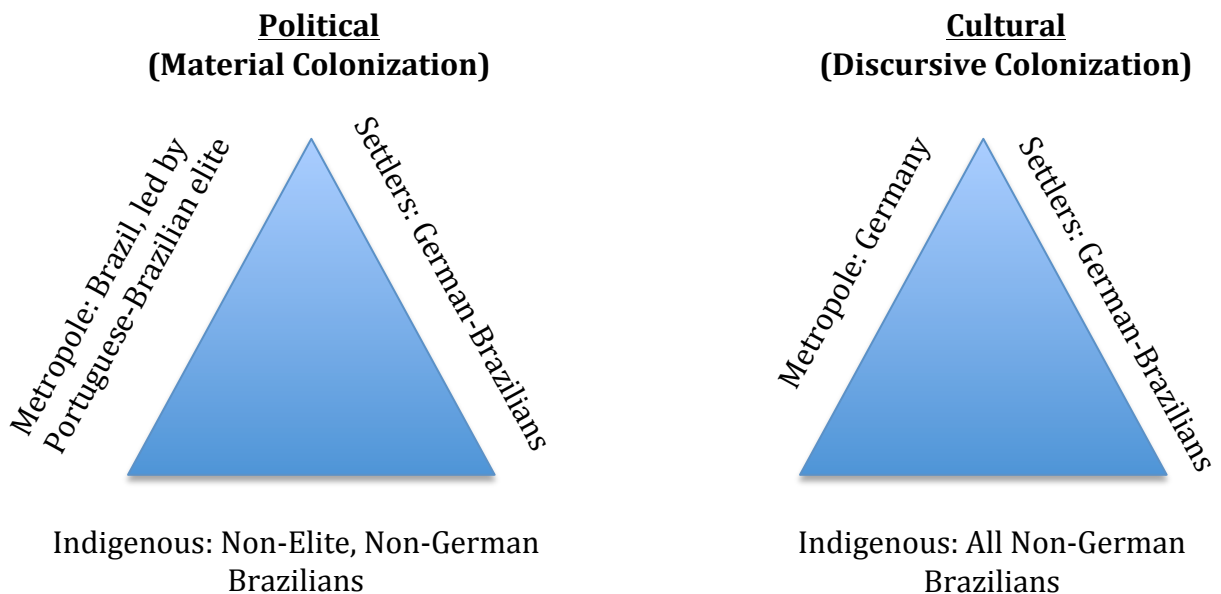 Political
(Material Colonization)
Metropole: Brazil, led by
Portuguese-Brazilian elite
Settlers: German-Brazilians
Indigenous: Non-Elite, Non-German
Brazilians
Cultural
(Discursive Colonization)
Metropole: Germany
Settlers: German-Brazilians
Indigenous: All Non-German
Brazilians